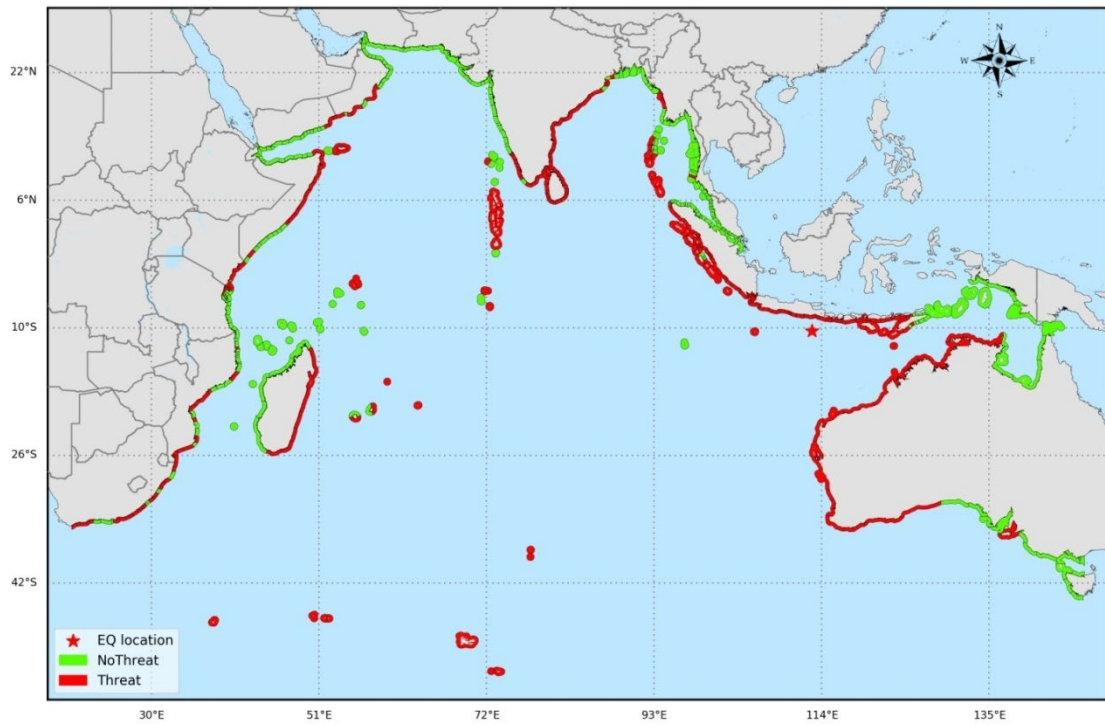 N
W E
S
22°N
6°N
10°S
26°S
42°S
EQ location
NoThreat
Threat
30°E 51°E 72°E 93°E 114°E 135°E